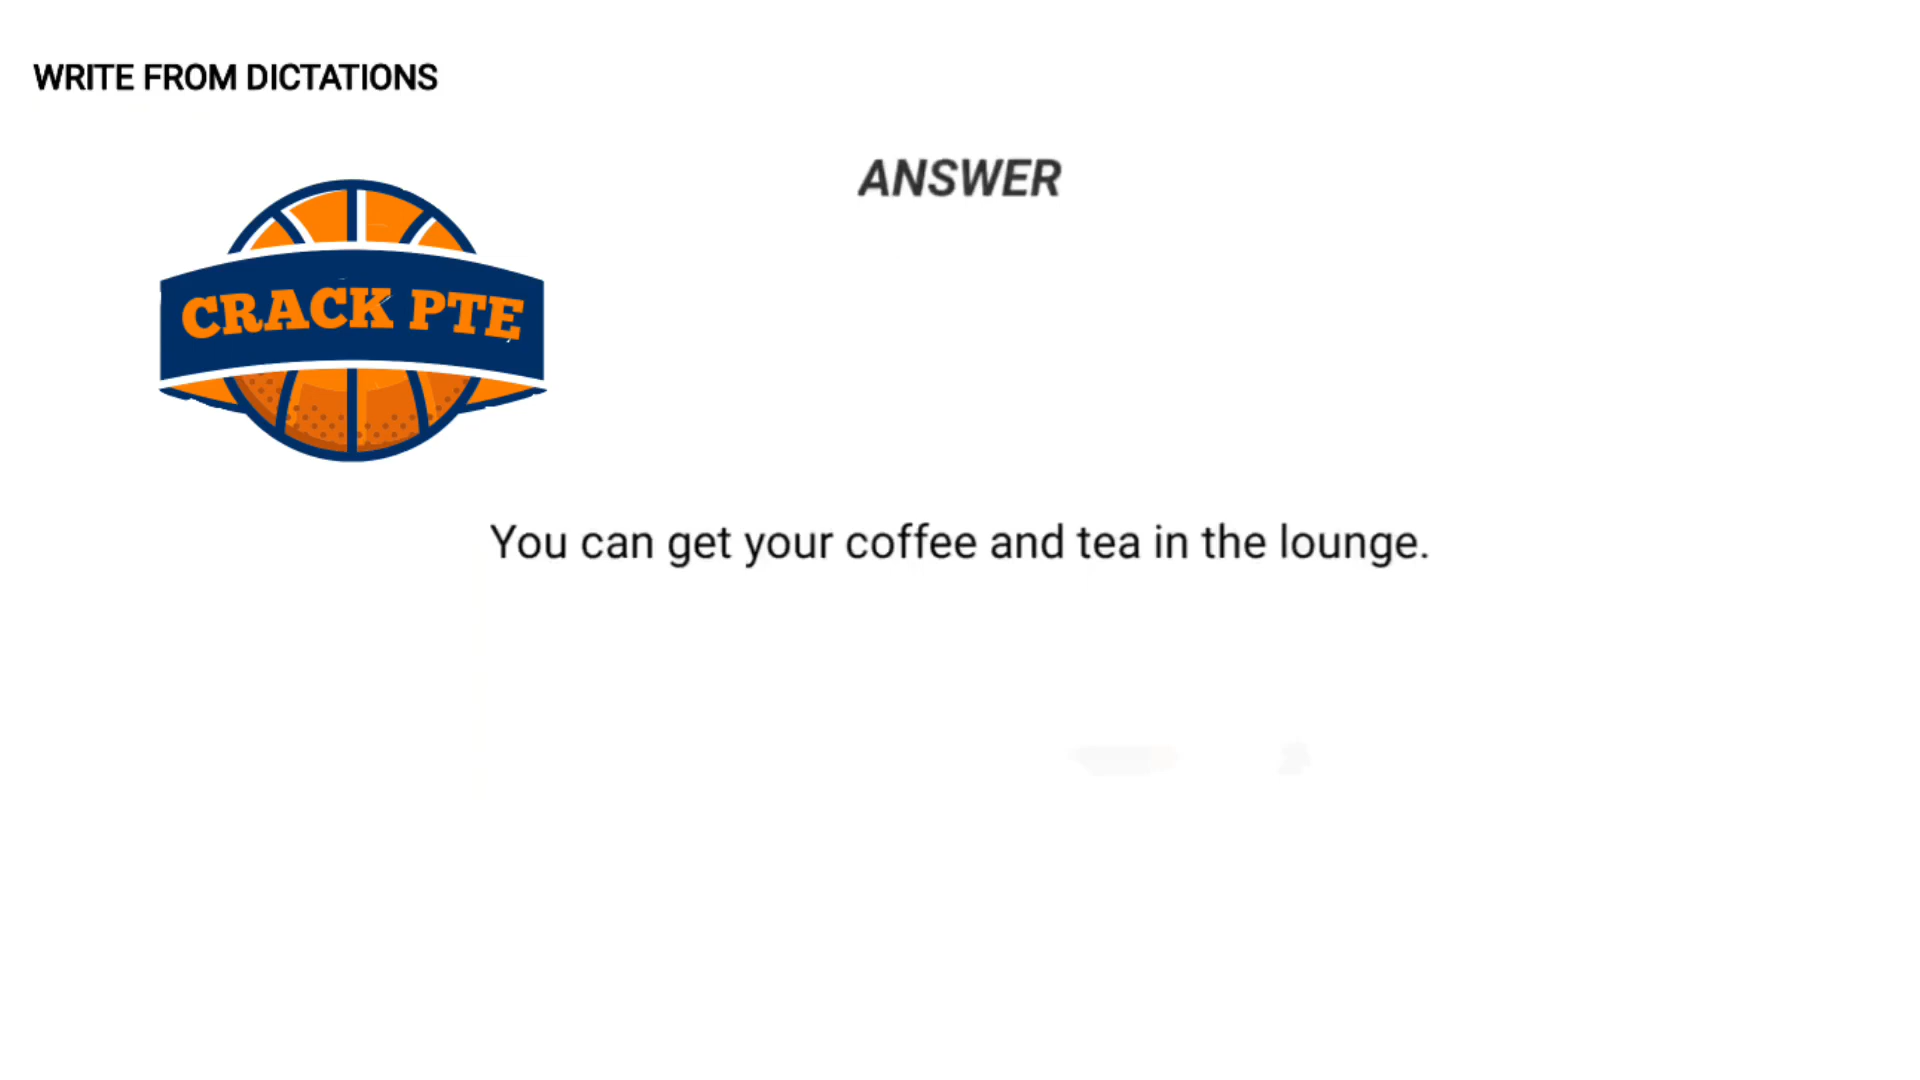 WRITE FROM DICTATIONS
ANSWER
CRACK PTE
You can get your coffee and tea in the lounge.